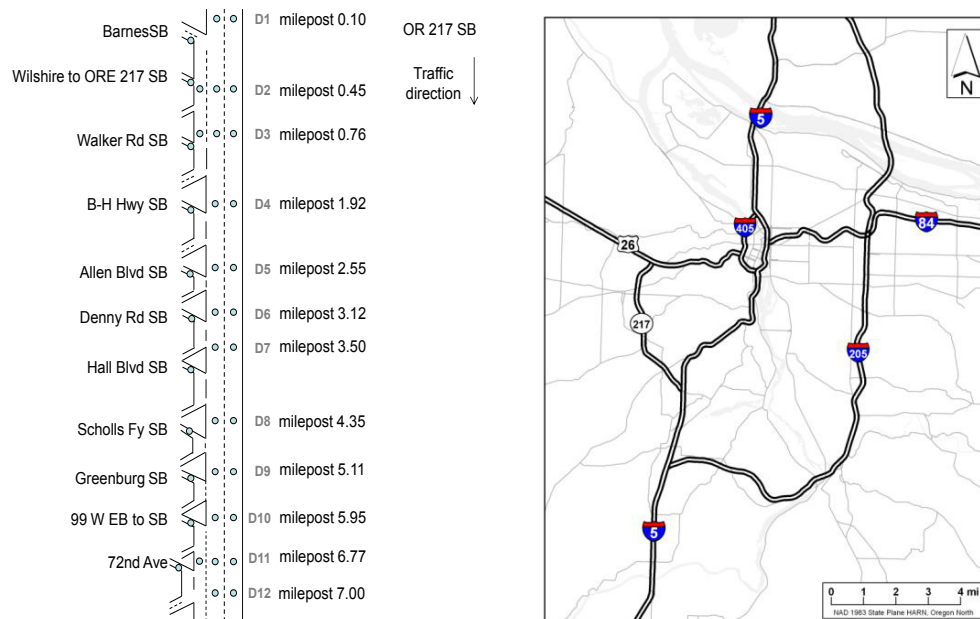 BarnesSB
D1 milepost 0.10
OR 217 SB
Wilshire to ORE 217 SB
D2 milepost 0.45
Traffic
direction
Walker Rd SB
D3 milepost 0.76
B-H Hwy SB
D4 milepost 1.92
Allen Blvd SB
D5 milepost 2.55
Denny Rd SB
D6 milepost 3.12
D7 milepost 3.50
Hall Blvd SB
Scholls Fy SB
D8 milepost 4.35
Greenburg SB
D9 milepost 5.11
99 W EB to SB
D10 milepost 5.95
72nd Ave
D11 milepost 6.77
D12 milepost 7.00
N
5
405
84
26
217
205
5
0 1 2 3 4 mi
NAD 1983 State Plane HARN, Oregon North